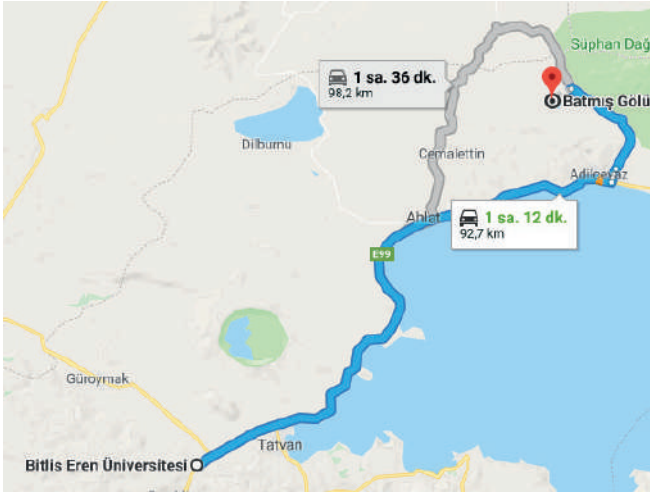 Süphan Dağ
1 sa. 36 dk.
98,2 km
Batmış Gölü
Dilburnu
Cemalettin
Adilcevaz
Ahlat
1 sa. 12 dk.
92,7 km
E99
Güroymak
Tatvan
Bitlis Eren Üniversitesi